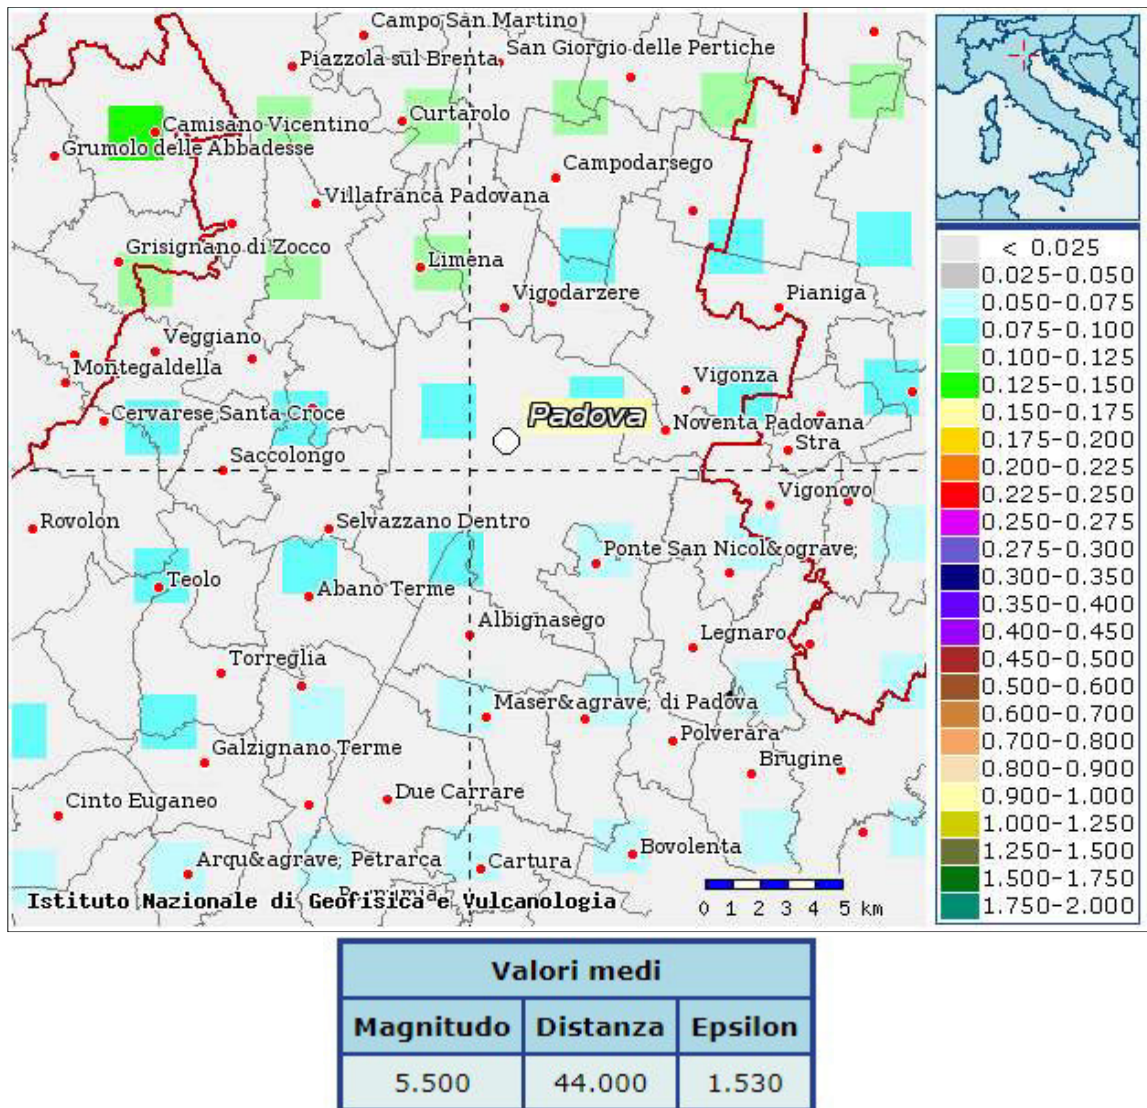 Campo San Martino
San Giorgio delle Pertiche
Piazzola sul Brenta
Curtarolo
Camisano Vicentino
Grumolo delle Abbadesse
Campodarsego
Villafranca Padovana
Grisignano di Zocco
Limena
Vigodarzere
Pianiga
Veggiano
Montegaldella
Vigonza
Cervarese Santa Croce
Padova
Noventa Padovana
Stra
Saccolongo
Vigonovo
Rovolon
Selvazzano Dentro
Ponte San Nicol&ograve;
Teolo
Abano Terme
Albignasego
Legnaro
Torreglia
Maser&agrave; di Padova
Polverara
Galzignano Terme
Brugine
Cinto Euganeo
Due Carrare
Bovolenta
Arqu&agrave; Petrarca
Cartura
Istituto Nazionale di Geofisica e Vulcanologia
0 1 2 3 4 5 km
< 0.025
0.025-0.050
0.050-0.075
0.075-0.100
0.100-0.125
0.125-0.150
0.150-0.175
0.175-0.200
0.200-0.225
0.225-0.250
0.250-0.275
0.275-0.300
0.300-0.350
0.350-0.400
0.400-0.450
0.450-0.500
0.500-0.600
0.600-0.700
0.700-0.800
0.800-0.900
0.900-1.000
1.000-1.250
1.250-1.500
1.500-1.750
1.750-2.000
Valori medi
Magnitudo Distanza Epsilon
5.500 44.000 1.530